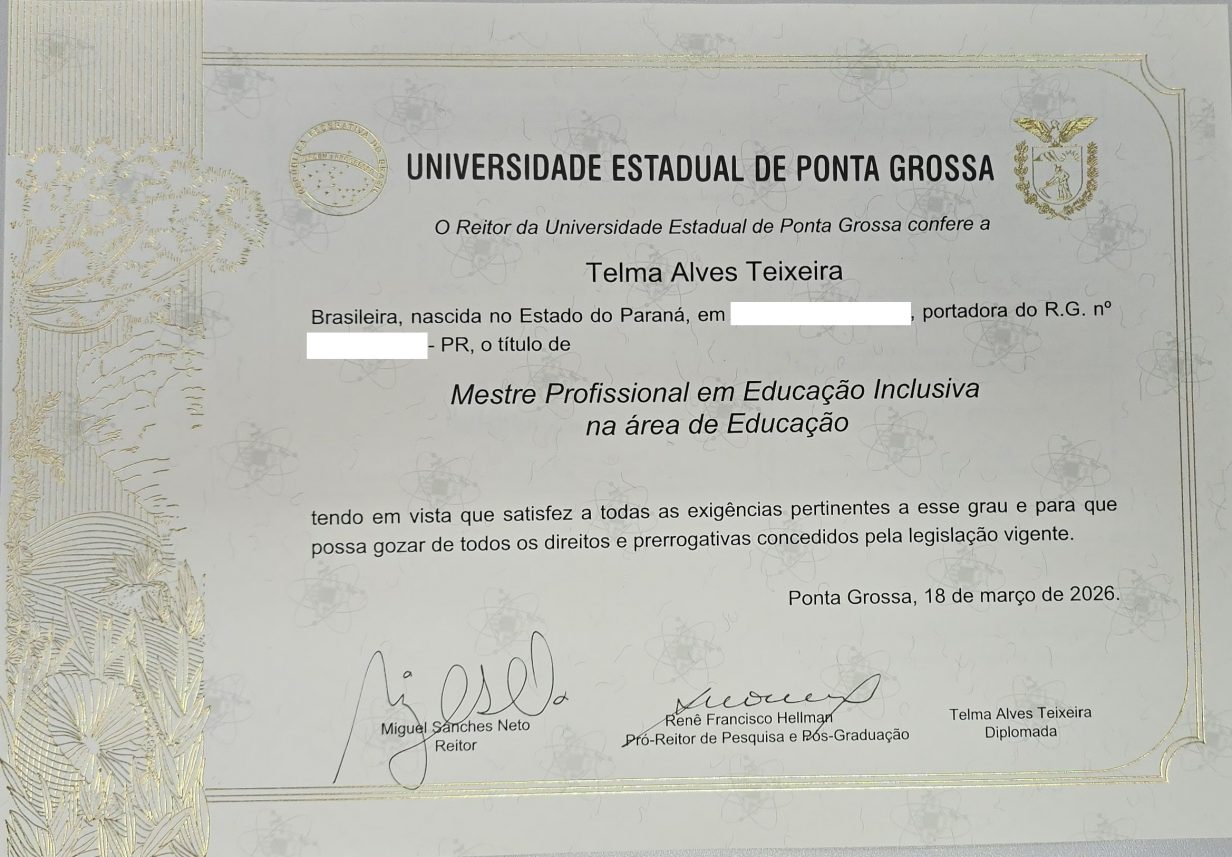 UNIVERSIDADE ESTADUAL DE PONTA GROSSA
O Reitor da Universidade Estadual de Ponta Grossa confere a
Telma Alves Teixeira
Brasileira, nascida no Estado do Paraná, em , portadora do R.G. nº
- PR, o título de
Mestre Profissional em Educação Inclusiva
na área de Educação
tendo em vista que satisfez a todas as exigências pertinentes a esse grau e para que
possa gozar de todos os direitos e prerrogativas concedidos pela legislação vigente.
Ponta Grossa, 18 de março de 2026.
Miguel Sanches Neto
Reitor
Renê Francisco Hellman
Pró-Reitor de Pesquisa e Pós-Graduação
Telma Alves Teixeira
Diplomada